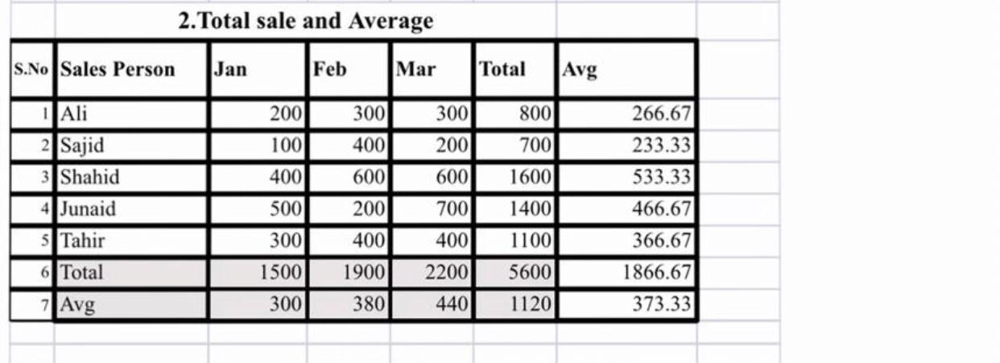 2.Total sale and Average
S.No Sales Person Jan Feb Mar Total Avg
1 Ali 200 300 300 800 266.67
2 Sajid 100 400 200 700 233.33
3 Shahid 400 600 600 1600 533.33
4 Junaid 500 200 700 1400 466.67
5 Tahir 300 400 400 1100 366.67
6 Total 1500 1900 2200 5600 1866.67
7 Avg 300 380 440 1120 373.33